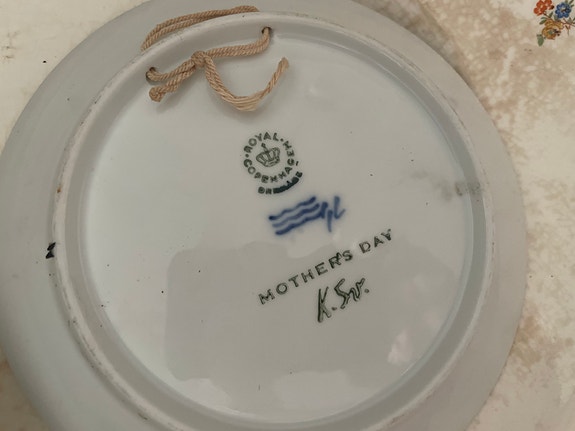 ROYAL COPENHAGEN
MOTHER'S DAY
K.Sv.